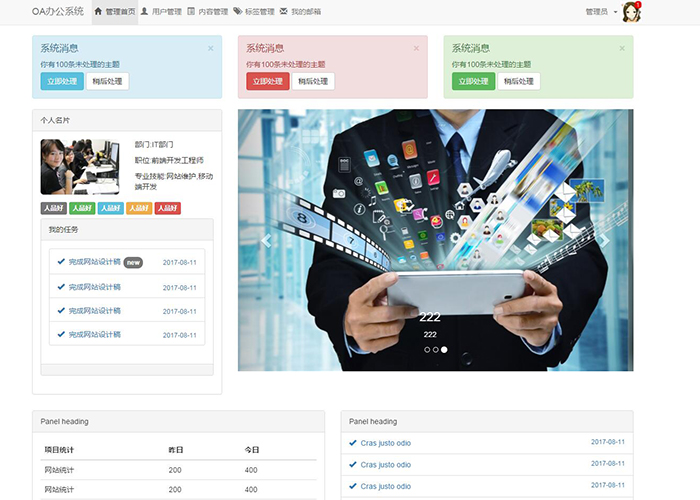 OA办公系统 管理首页 用户管理 内容管理 标签管理 我的邮箱 管理员
系统消息 ×
你有100条未处理的主题
立即处理 稍后处理
系统消息 ×
你有100条未处理的主题
立即处理 稍后处理
系统消息 ×
你有100条未处理的主题
立即处理 稍后处理
个人名片
部门:IT部门
职位:前端开发工程师
专业技能:网站维护,移动
端开发
人品好 人品好 人品好 人品好 人品好
我的任务
完成网站设计稿 new 2017-08-11
完成网站设计稿 2017-08-11
完成网站设计稿 2017-08-11
完成网站设计稿 2017-08-11
8 7
222
222
Panel heading
项目统计 昨日 今日
网站统计 200 400
网站统计 200 400
Panel heading
Cras justo odio 2017-08-11
Cras justo odio 2017-08-11
Cras justo odio 2017-08-11